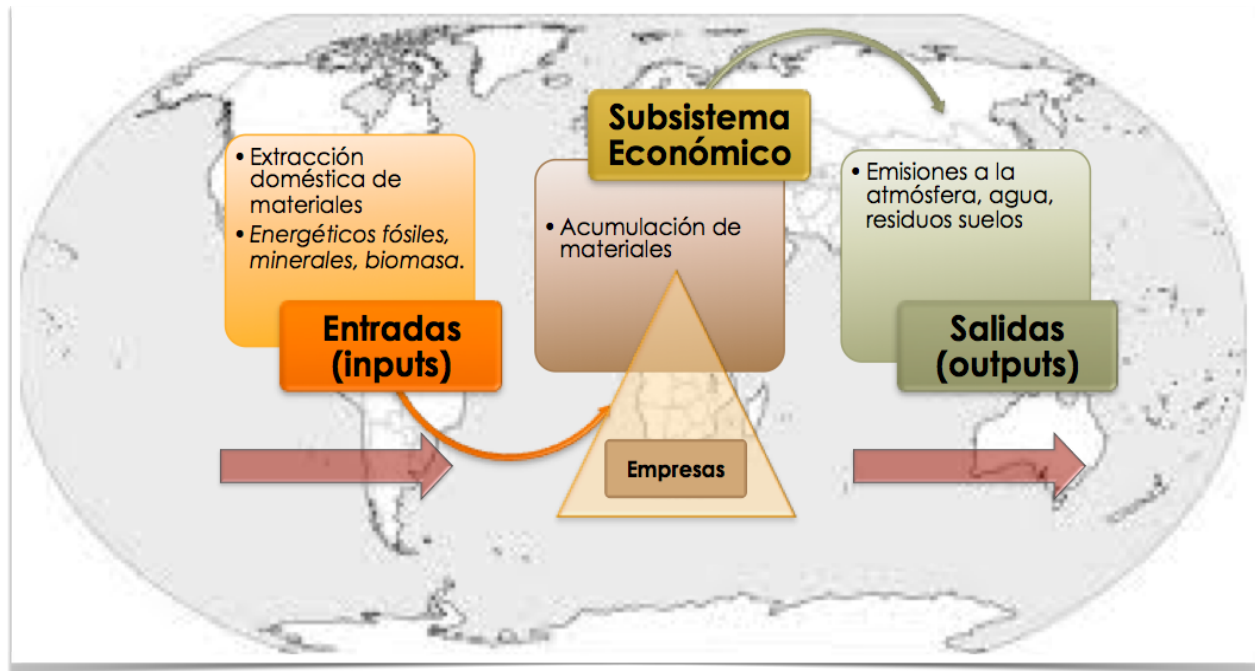 • Extracción
doméstica de
materiales
• Energéticos fósiles,
minerales, biomasa.
Entradas
(inputs)
Subsistema
Económico
• Acumulación de
materiales
Empresas
• Emisiones a la
atmósfera, agua,
residuos suelos
Salidas
(outputs)